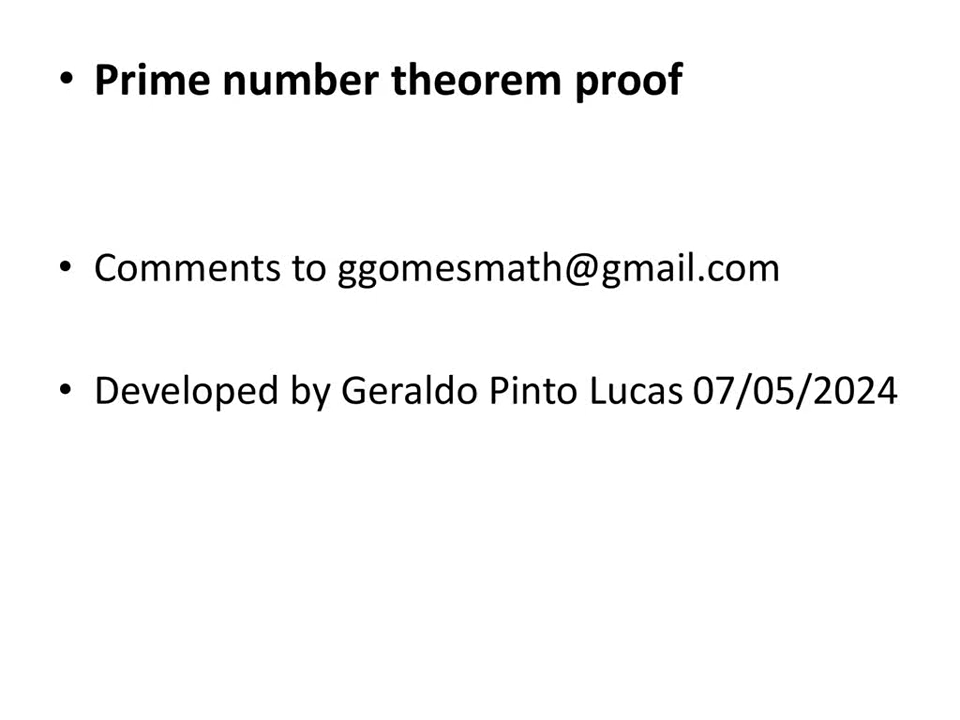 • Prime number theorem proof
• Comments to ggomesmath@gmail.com
• Developed by Geraldo Pinto Lucas 07/05/2024